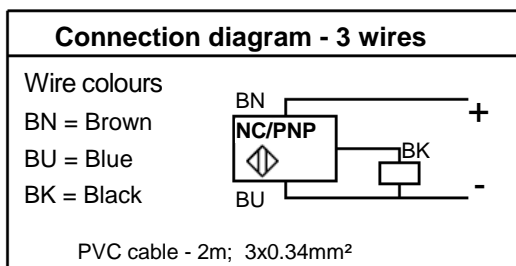 Connection diagram - 3 wires
Wire colours
BN = Brown
BU = Blue
BK = Black
BN
+
NC/PNP
BK
BU
-
PVC cable - 2m; 3x0.34mm²